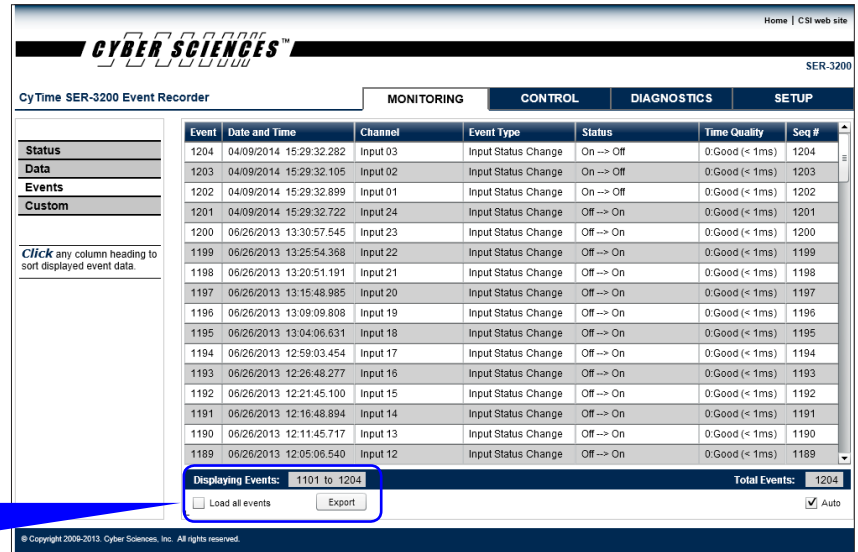 Home | CSI web site
CYBER SCIENCES™
SER-3200
CyTime SER-3200 Event Recorder
MONITORING CONTROL DIAGNOSTICS SETUP
Status
Data
Events
Custom
Click any column heading to
sort displayed event data.
Event Date and Time Channel Event Type Status Time Quality Seq #
1204 04/09/2014 15:29:32.282 Input 03 Input Status Change On --> Off 0:Good (< 1ms) 1204
1203 04/09/2014 15:29:32.105 Input 02 Input Status Change On --> Off 0:Good (< 1ms) 1203
1202 04/09/2014 15:29:32.899 Input 01 Input Status Change On --> Off 0:Good (< 1ms) 1202
1201 04/09/2014 15:29:32.722 Input 24 Input Status Change Off --> On 0:Good (< 1ms) 1201
1200 06/26/2013 13:30:57.545 Input 23 Input Status Change Off --> On 0:Good (< 1ms) 1200
1199 06/26/2013 13:25:54.368 Input 22 Input Status Change Off --> On 0:Good (< 1ms) 1199
1198 06/26/2013 13:20:51.191 Input 21 Input Status Change Off --> On 0:Good (< 1ms) 1198
1197 06/26/2013 13:15:48.985 Input 20 Input Status Change Off --> On 0:Good (< 1ms) 1197
1196 06/26/2013 13:09:09.808 Input 19 Input Status Change Off --> On 0:Good (< 1ms) 1196
1195 06/26/2013 13:04:06.631 Input 18 Input Status Change Off --> On 0:Good (< 1ms) 1195
1194 06/26/2013 12:59:03.454 Input 17 Input Status Change Off --> On 0:Good (< 1ms) 1194
1193 06/26/2013 12:26:48.277 Input 16 Input Status Change Off --> On 0:Good (< 1ms) 1193
1192 06/26/2013 12:21:45.100 Input 15 Input Status Change Off --> On 0:Good (< 1ms) 1192
1191 06/26/2013 12:16:48.894 Input 14 Input Status Change Off --> On 0:Good (< 1ms) 1191
1190 06/26/2013 12:11:45.717 Input 13 Input Status Change Off --> On 0:Good (< 1ms) 1190
1189 06/26/2013 12:05:06.540 Input 12 Input Status Change Off --> On 0:Good (< 1ms) 1189
Displaying Events: 1101 to 1204 Total Events: 1204
Load all events Export Auto
© Copyright 2009-2013. Cyber Sciences, Inc. All rights reserved.